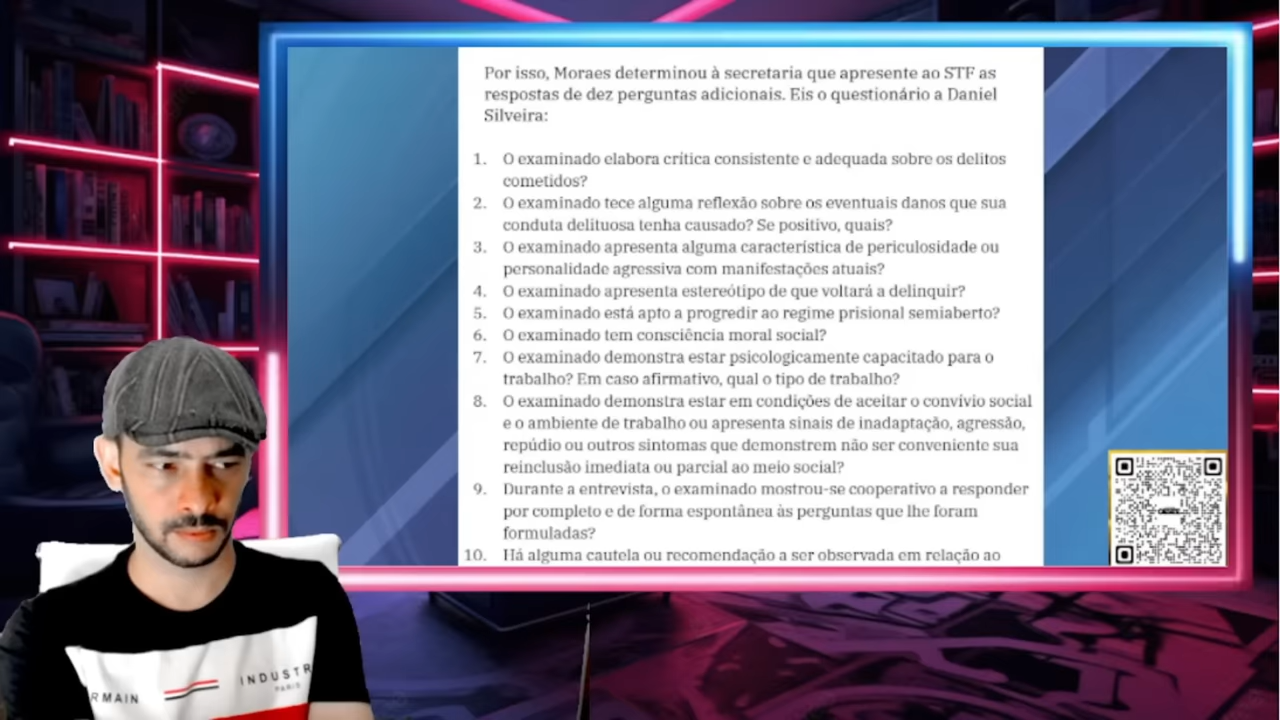 Por isso, Moraes determinou à secretaria que apresente ao STF as
respostas de dez perguntas adicionais. Eis o questionário a Daniel
Silveira:
1. O examinado elabora crítica consistente e adequada sobre os delitos
cometidos?
2. O examinado tece alguma reflexão sobre os eventuais danos que sua
conduta delituosa tenha causado? Se positivo, quais?
3. O examinado apresenta alguma característica de periculosidade ou
personalidade agressiva com manifestações atuais?
4. O examinado apresenta estereótipo de que voltará a delinquir?
5. O examinado está apto a progredir ao regime prisional semiaberto?
6. O examinado tem consciência moral social?
7. O examinado demonstra estar psicologicamente capacitado para o
trabalho? Em caso afirmativo, qual o tipo de trabalho?
8. O examinado demonstra estar em condições de aceitar o convívio social
e o ambiente de trabalho ou apresenta sinais de inadaptação, agressão,
repúdio ou outros sintomas que demonstrem não ser conveniente sua
reinclusão imediata ou parcial ao meio social?
9. Durante a entrevista, o examinado mostrou-se cooperativo a responder
por completo e de forma espontânea às perguntas que lhe foram
formuladas?
10. Há alguma cautela ou recomendação a ser observada em relação ao
RMAIN
INDUSTR
PARIS